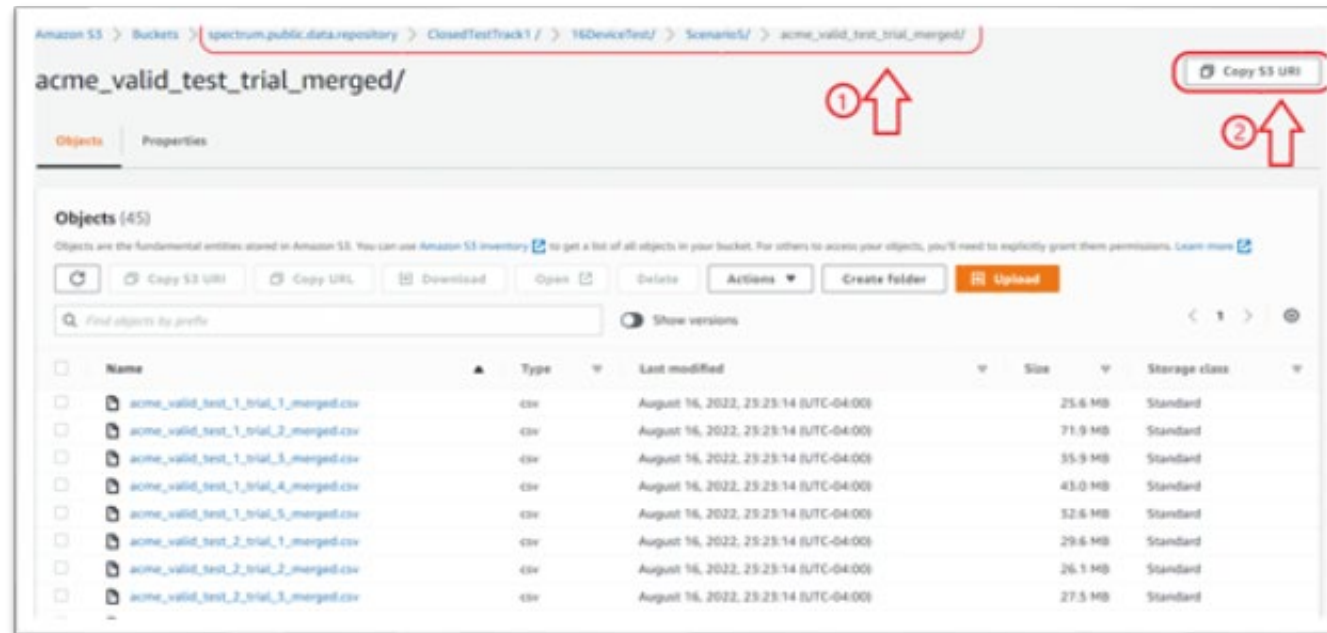 Amazon S3 > Buckets > spectrum.public.data.repository > ClosedTestTrack1 / > 16DeviceTest/ > Scenario5/ > acme_valid_test_trial_merged/
acme_valid_test_trial_merged/
Copy S3 URI
1
2
Objects Properties
Objects (45)
Objects are the fundamental entities stored in Amazon S3. You can use Amazon S3 inventory to get a list of all objects in your bucket. For others to access your objects, you'll need to explicitly grant them permissions. Learn more
Copy S3 URI Copy URL Download Open Delete Actions Create folder Upload
Find objects by prefix Show versions 1
Name Type Last modified Size Storage class
acme_valid_test_1_trial_1_merged.csv csv August 16, 2022, 23:23:14 (UTC-04:00) 25.6 MB Standard
acme_valid_test_1_trial_2_merged.csv csv August 16, 2022, 23:23:14 (UTC-04:00) 71.9 MB Standard
acme_valid_test_1_trial_3_merged.csv csv August 16, 2022, 23:23:14 (UTC-04:00) 35.9 MB Standard
acme_valid_test_1_trial_4_merged.csv csv August 16, 2022, 23:23:14 (UTC-04:00) 43.0 MB Standard
acme_valid_test_1_trial_5_merged.csv csv August 16, 2022, 23:23:14 (UTC-04:00) MB Standard
acme_valid_test_2_trial_1_merged.csv csv August 16, 2022, 23:23:14 (UTC-04:00) 29.6 MB Standard
acme_valid_test_2_trial_2_merged.csv csv August 16, 2022, 23:23:14 (UTC-04:00) 26.1 MB Standard
acme_valid_test_2_trial_3_merged.csv csv August 16, 2022, 23:23:14 (UTC-04:00) 27.5 MB Standard